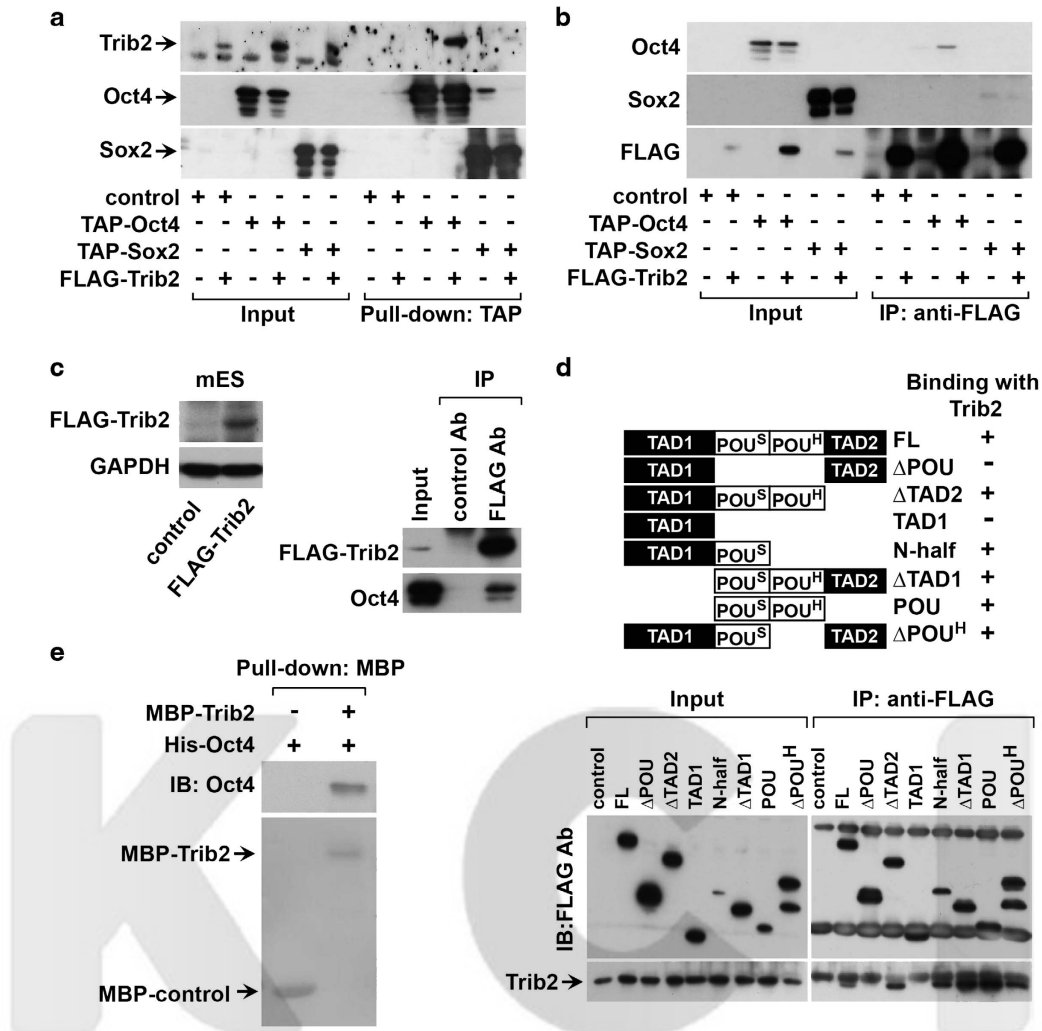 a
Trib2
Oct4
Sox2
control + + - - - - + + - - - -
TAP-Oct4 - - + + - - - - + + - -
TAP-Sox2 - - - - + + - - - - + +
FLAG-Trib2 - + - + - + - + - + - +
Input Pull-down: TAP
b
Oct4
Sox2
FLAG
control + + - - - - + + - - - -
TAP-Oct4 - - + + - - - - + + - -
TAP-Sox2 - - - - + + - - - - + +
FLAG-Trib2 - + - + - + - + - + - +
Input IP: anti-FLAG
c
mES
FLAG-Trib2
GAPDH
control
FLAG-Trib2
IP
Input
control Ab
FLAG Ab
FLAG-Trib2
Oct4
d
Binding with
Trib2
TAD1 POUS POUH TAD2 FL +
TAD1 TAD2 ΔPOU -
TAD1 POUS POUH ΔTAD2 +
TAD1 TAD1 -
TAD1 POUS N-half +
POUS POUH TAD2 ΔTAD1 +
POUS POUH POU +
TAD1 POUS TAD2 ΔPOUH +
Input IP: anti-FLAG
control FL ΔPOU ΔTAD2 TAD1 N-half ΔTAD1 POU ΔPOUH control FL ΔPOU ΔTAD2 TAD1 N-half ΔTAD1 POU ΔPOUH
IB:FLAG Ab
Trib2
e
Pull-down: MBP
MBP-Trib2 - +
His-Oct4 + +
IB: Oct4
MBP-Trib2
MBP-control